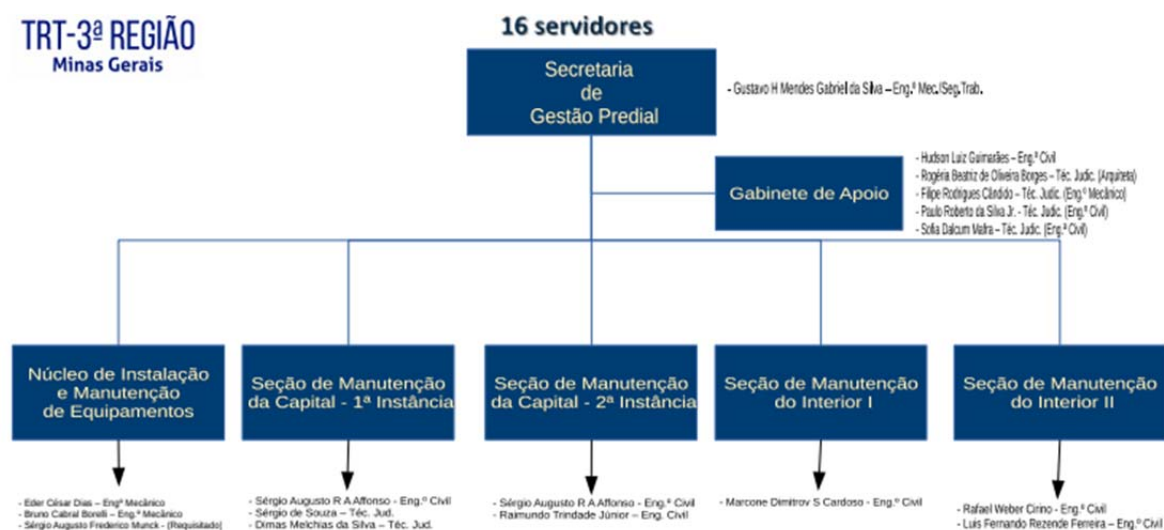 TRT-3ª REGIÃO
Minas Gerais
16 servidores
Secretaria
de
Gestão Predial
- Gustavo H Mendes Gabriel da Silva – Eng.º Mec./Seg.Trab.
Gabinete de Apoio
- Hudson Luiz Guimarães – Eng.º Civil
- Rogéria Beatriz de Oliveira Borges – Téc. Judic. (Arquiteta)
- Filipe Rodrigues Cândido – Téc. Judic. (Eng.º Mecânico)
- Paulo Roberto da Silva Jr. - Téc. Judic. (Eng.º Civil)
- Sofia Dalcum Mafra – Téc. Judic. (Eng.ª Civil)
Núcleo de Instalação
e Manutenção
de Equipamentos
Seção de Manutenção
da Capital - 1ª Instância
Seção de Manutenção
da Capital - 2ª Instância
Seção de Manutenção
do Interior I
Seção de Manutenção
do Interior II
- Eder César Dias – Engº Mecânico
- Bruno Cabral Borelli – Eng.º Mecânico
- Sérgio Augusto Frederico Munck - (Requisitado)
- Sérgio Augusto R A Affonso - Eng.º Civil
- Sérgio de Souza – Téc. Jud.
- Dimas Melchias da Silva – Téc. Jud.
- Sérgio Augusto R A Affonso - Eng.º Civil
- Raimundo Trindade Júnior – Eng. Civil
- Marcone Dimitrov S Cardoso - Eng.º Civil
- Rafael Weber Cirino - Eng.º Civil
- Luis Fernando Rezende Ferreira – Eng.º Civil